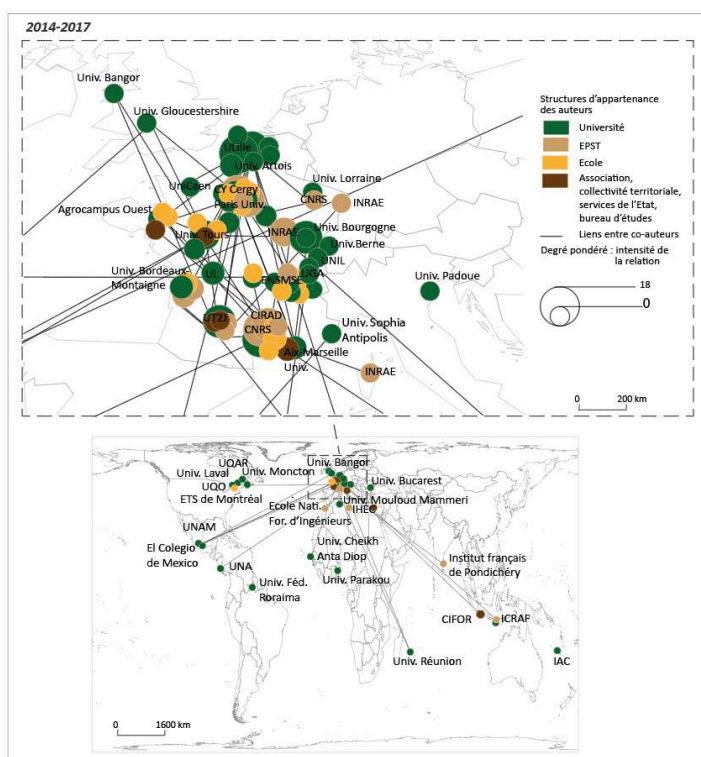 2014-2017
Univ. Bangor
Univ. Gloucestershire
ULille
Univ. Artois
UniCaen
CY Cergy
Paris Univ.
Univ. Lorraine
CNRS
INRAE
Agrocampus Ouest
Univ. Tours
INRAE
Univ. Bourgogne
Univ.Berne
UNIL
Univ. Bordeaux-
Montaigne
UL
ENSMSE
UGA
Univ. Padoue
UT2J
CIRAD
CNRS
Univ. Sophia
Antipolis
Aix-Marseille
Univ.
INRAE
Structures d'appartenance
des auteurs
Université
EPST
Ecole
Association,
collectivité territoriale,
services de l'Etat,
bureau d'études
Liens entre co-auteurs
Degré pondéré : intensité de
la relation
18
0
0 200 km
UQAR
Univ. Laval
Univ. Moncton
UQO
ETS de Montréal
Univ. Bangor
Univ. Bucarest
Univ. Mouloud Mammeri
Ecole Nati.
For. d'Ingénieurs
IHEC
UNAM
El Colegio
de Mexico
Univ. Cheikh
Anta Diop
Institut français
de Pondichéry
UNA
Univ. Parakou
Univ. Féd.
Roraima
CIFOR
ICRAF
Univ. Réunion
IAC
0 1600 km